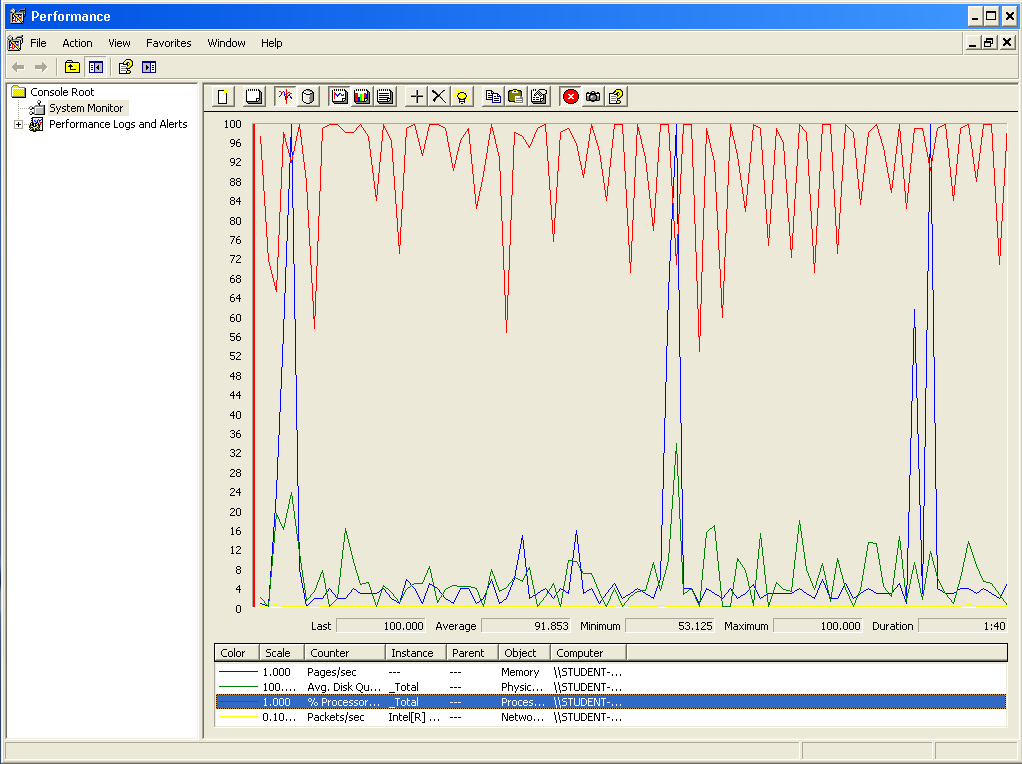 Performance
File Action View Favorites Window Help
Console Root
System Monitor
Performance Logs and Alerts
100
96
92
88
84
80
76
72
68
64
60
56
52
48
44
40
36
32
28
24
20
16
12
8
4
0
Last 100.000 Average 91.853 Minimum 53.125 Maximum 100.000 Duration 1:40
Color Scale Counter Instance Parent Object Computer
1.000 Pages/sec --- --- Memory \\STUDENT-...
100.... Avg. Disk Qu... _Total --- Physic... \\STUDENT-...
1.000 % Processor... _Total --- Proces... \\STUDENT-...
0.10... Packets/sec Intel[R] ... --- Netwo... \\STUDENT-...